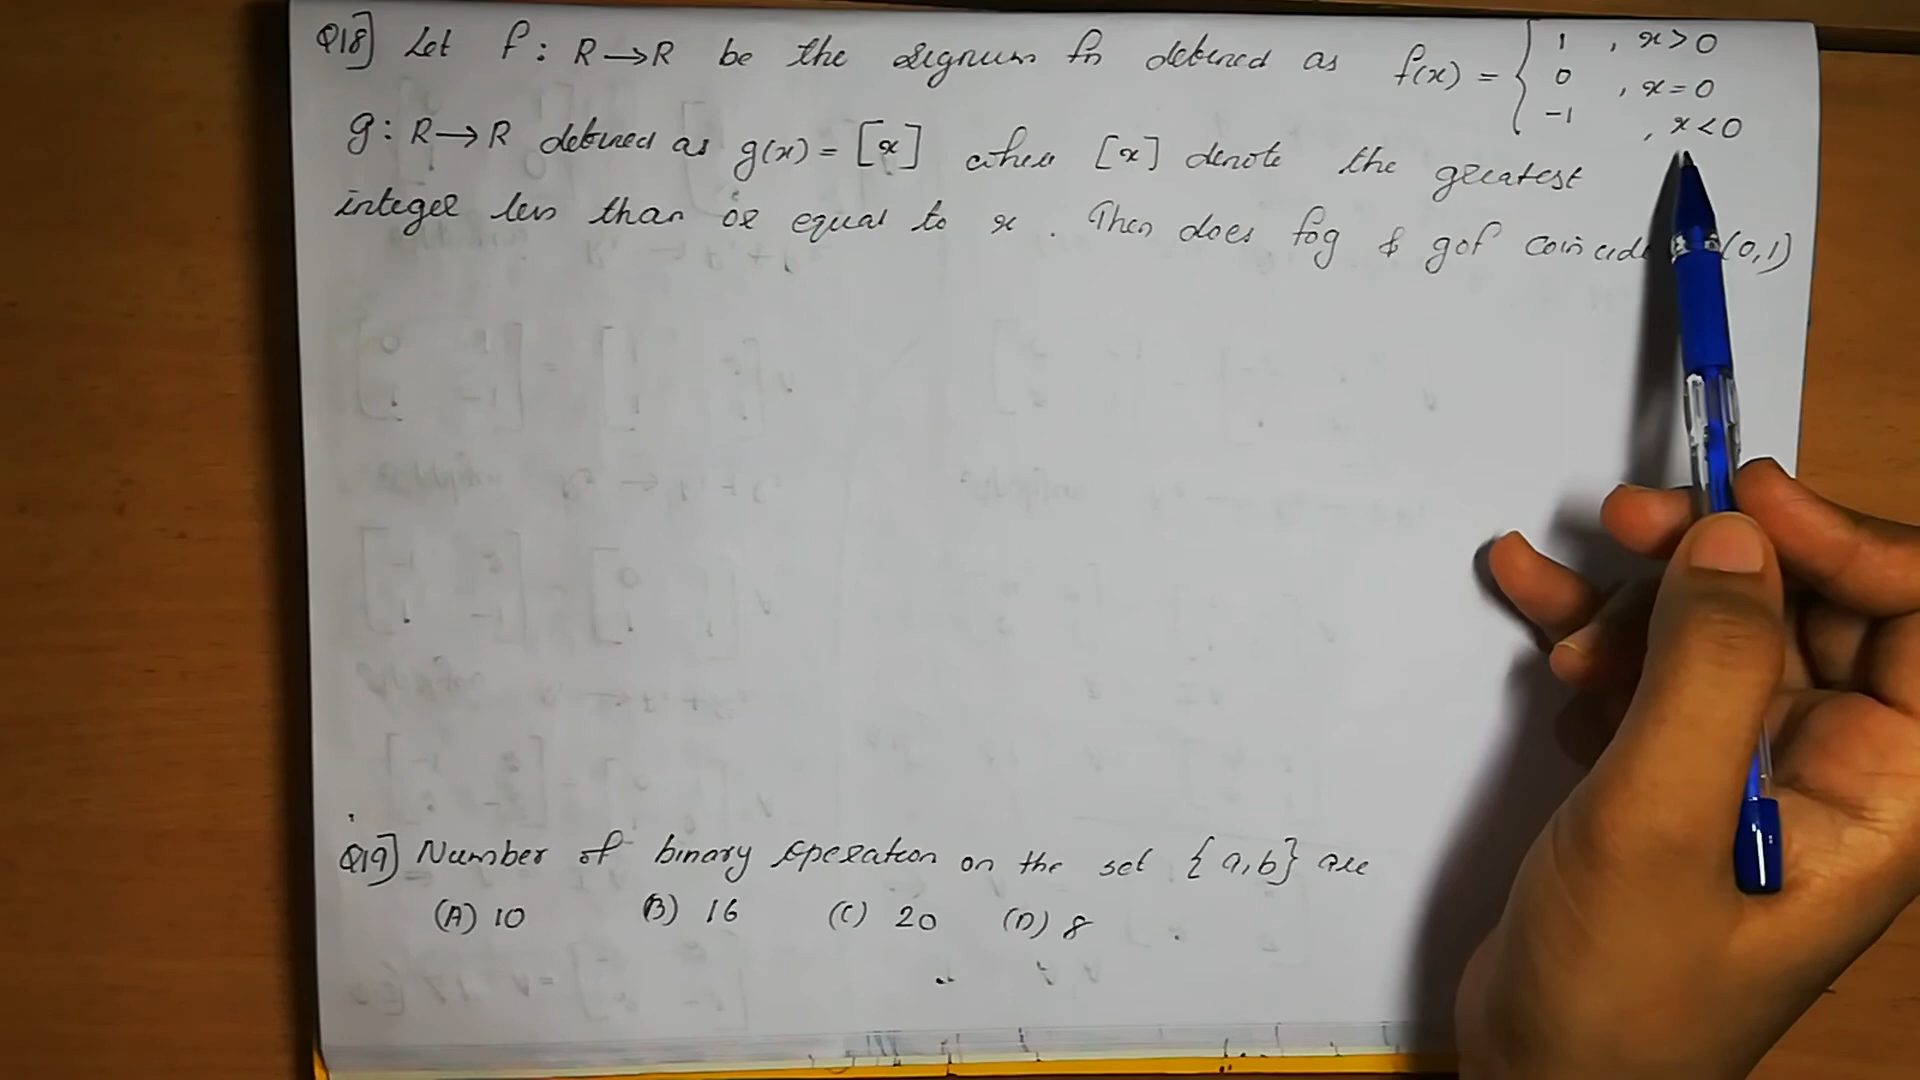 Q18] Let f : R→R be the signum fn defined as f(x) = { 1 , x>0
0 , x=0
-1 , x<0
g : R→R defined as g(x) = [x] where [x] denote the greatest
integer less than or equal to x . Then does fog & gof coincide (0,1)
Q19] Number of binary operation on the set {a,b} are
(A) 10 B) 16 (C) 20 (D) 8